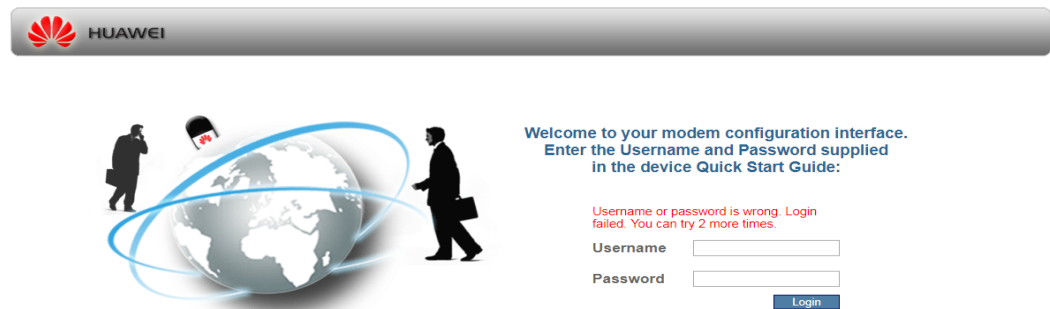 HUAWEI
Welcome to your modem configuration interface.
Enter the Username and Password supplied
in the device Quick Start Guide:
Username or password is wrong. Login
failed. You can try 2 more times.
Username
Password
Login